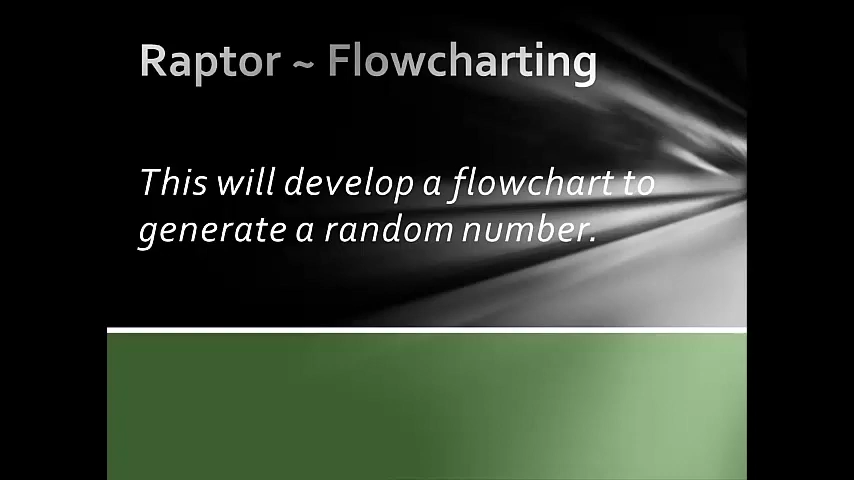 Raptor ~ Flowcharting
This will develop a flowchart to
generate a random number.